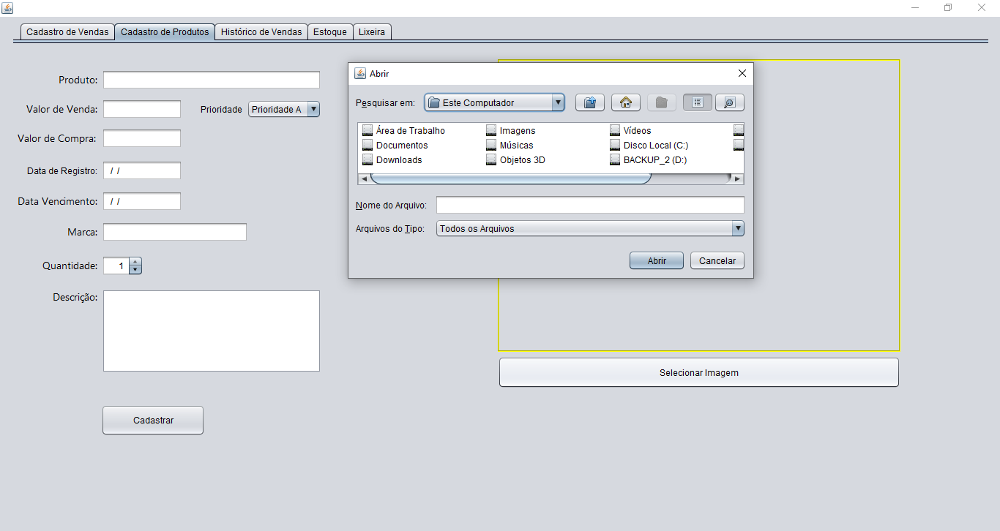 Cadastro de Vendas Cadastro de Produtos Histórico de Vendas Estoque Lixeira
Produto:
Valor de Venda: Prioridade Prioridade A
Valor de Compra:
Data de Registro: / /
Data Vencimento: / /
Marca:
Quantidade: 1
Descrição:
Cadastrar
Abrir
Pesquisar em: Este Computador
Área de Trabalho Imagens Vídeos
Documentos Músicas Disco Local (C:)
Downloads Objetos 3D BACKUP_2 (D:)
Nome do Arquivo:
Arquivos do Tipo: Todos os Arquivos
Abrir Cancelar
Selecionar Imagem